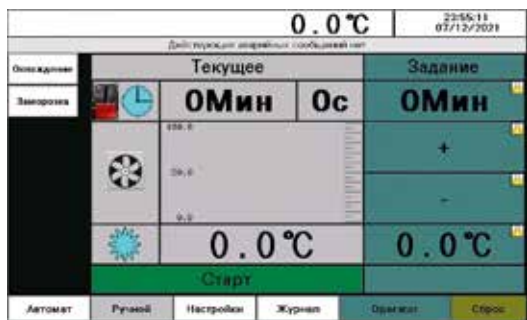 0.0℃
23:55:11
07/12/2021
Действующих аварийных сообщений нет
Охлаждение
Текущее
Задание
Заморозка
0Мин
0с
0Мин
100.0
50.0
0.0
+
-
0.0℃
0.0℃
Старт
Автомат
Ручной
Настройки
Журнал
Сброс